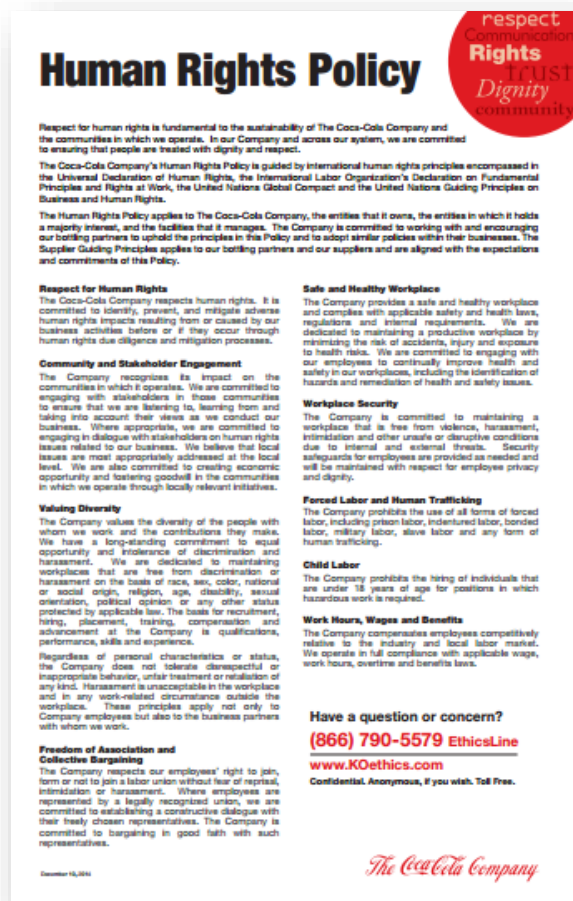 respect
Communication
Rights
trust
Dignity
community
Human Rights Policy
Respect for human rights is fundamental to the sustainability of The Coca-Cola Company and
the communities in which we operate. In our Company and across our system, we are committed
to ensuring that people are treated with dignity and respect.
The Coca-Cola Company's Human Rights Policy is guided by international human rights principles encompassed in
the Universal Declaration of Human Rights, the International Labor Organization's Declaration on Fundamental
Principles and Rights at Work, the United Nations Global Compact and the United Nations Guiding Principles on
Business and Human Rights.
The Human Rights Policy applies to The Coca-Cola Company, the entities that it owns, the entities in which it holds
a majority interest, and the facilities that it manages. The Company is committed to working with and encouraging
our bottling partners to uphold the principles in this Policy and to adopt similar policies within their businesses. The
Supplier Guiding Principles applies to our bottling partners and our suppliers and are aligned with the expectations
and commitments of this Policy.
Respect for Human Rights
The Coca-Cola Company respects human rights. It is
committed to identify, prevent, and mitigate adverse
human rights impacts resulting from or caused by our
business activities before or if they occur through
human rights due diligence and mitigation processes.
Community and Stakeholder Engagement
The Company recognizes its impact on the
communities in which it operates. We are committed to
engaging with stakeholders in those communities
to ensure that we are listening to, learning from and
taking into account their views as we conduct our
business. Where appropriate, we are committed to
engaging in dialogue with stakeholders on human rights
issues related to our business. We believe that local
issues are most appropriately addressed at the local
level. We are also committed to creating economic
opportunity and fostering goodwill in the communities
in which we operate through locally relevant initiatives.
Valuing Diversity
The Company values the diversity of the people with
whom we work and the contributions they make.
We have a long-standing commitment to equal
opportunity and intolerance of discrimination and
harassment. We are dedicated to maintaining
workplaces that are free from discrimination or
harassment on the basis of race, sex, color, national
or social origin, religion, age, disability, sexual
orientation, political opinion or any other status
protected by applicable law. The basis for recruitment,
hiring, placement, training, compensation and
advancement at the Company is qualifications,
performance, skills and experience.
Regardless of personal characteristics or status,
the Company does not tolerate disrespectful or
inappropriate behavior, unfair treatment or retaliation of
any kind. Harassment is unacceptable in the workplace
and in any work-related circumstance outside the
workplace. These principles apply not only to
Company employees but also to the business partners
with whom we work.
Freedom of Association and
Collective Bargaining
The Company respects our employees' right to join,
form or not to join a labor union without fear of reprisal,
intimidation or harassment. Where employees are
represented by a legally recognized union, we are
committed to establishing a constructive dialogue with
their freely chosen representatives. The Company is
committed to bargaining in good faith with such
representatives.
Safe and Healthy Workplace
The Company provides a safe and healthy workplace
and complies with applicable safety and health laws,
regulations and internal requirements. We are
dedicated to maintaining a productive workplace by
minimizing the risk of accidents, injury and exposure
to health risks. We are committed to engaging with
our employees to continually improve health and
safety in our workplaces, including the identification of
hazards and remediation of health and safety issues.
Workplace Security
The Company is committed to maintaining a
workplace that is free from violence, harassment,
intimidation and other unsafe or disruptive conditions
due to internal and external threats. Security
safeguards for employees are provided as needed and
will be maintained with respect for employee privacy
and dignity.
Forced Labor and Human Trafficking
The Company prohibits the use of all forms of forced
labor, including prison labor, indentured labor, bonded
labor, military labor, slave labor and any form of
human trafficking.
Child Labor
The Company prohibits the hiring of individuals that
are under 18 years of age for positions in which
hazardous work is required.
Work Hours, Wages and Benefits
The Company compensates employees competitively
relative to the industry and local labor market.
We operate in full compliance with applicable wage,
work hours, overtime and benefits laws.
Have a question or concern?
(866) 790-5579 EthicsLine
www.KOethics.com
Confidential. Anonymous, if you wish. Toll Free.
December 10, 2014
The Coca-Cola Company